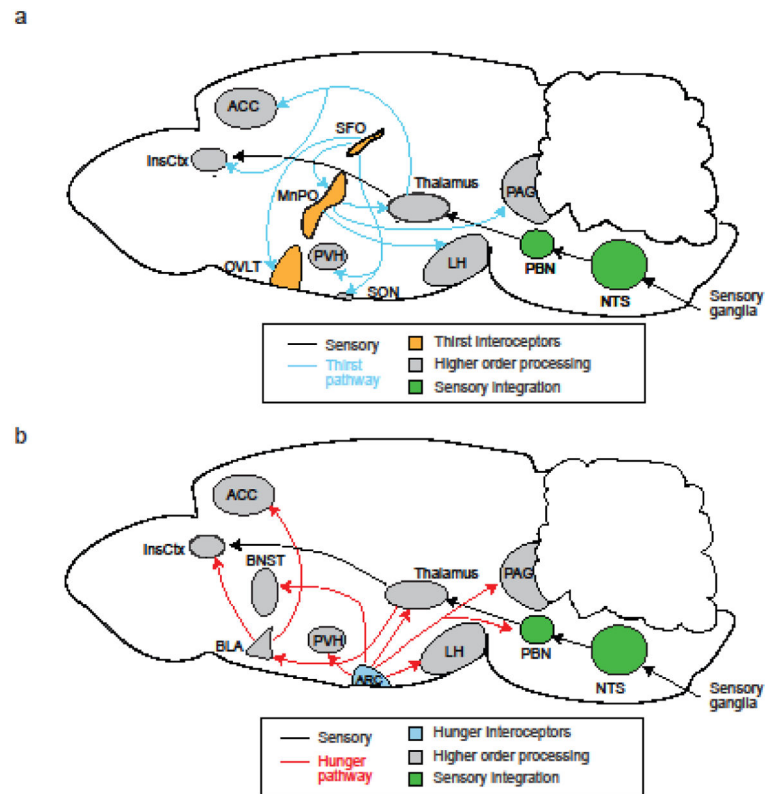 a
ACC
SFO
InsCtx
Thalamus
MnPO
PAG
OVLT
PVH
LH
PBN
SON
NTS
Sensory
ganglia
Sensory
Thirst
pathway
Thirst Interoceptors
Higher order processing
Sensory Integration
b
ACC
InsCtx
BNST
Thalamus
PAG
BLA
PVH
LH
PBN
ARC
NTS
Sensory
ganglia
Sensory
Hunger
pathway
Hunger Interoceptors
Higher order processing
Sensory Integration